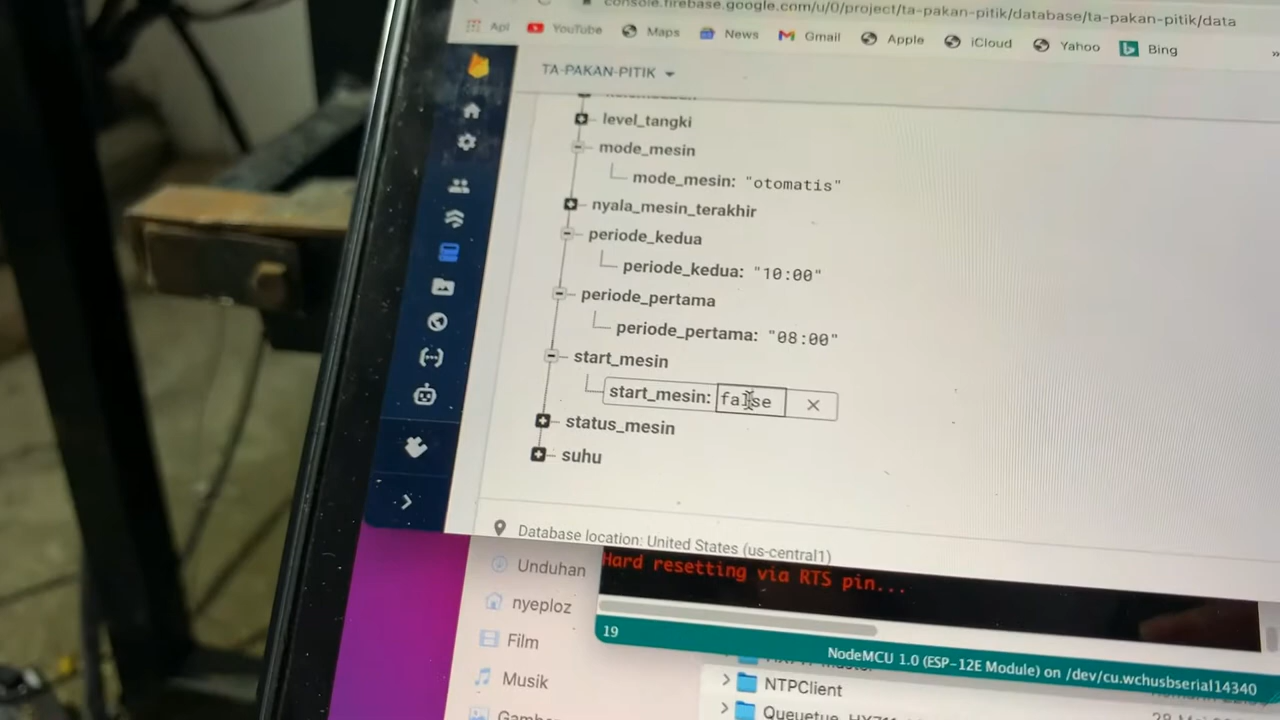 console.firebase.google.com/u/0/project/ta-pakan-pitik/database/ta-pakan-pitik/data
Api YouTube Maps News Gmail Apple iCloud Yahoo Bing »
TA-PAKAN-PITIK
level_tangki
mode_mesin
mode_mesin: "otomatis"
nyala_mesin_terakhir
periode_kedua
periode_kedua: "10:00"
periode_pertama
periode_pertama: "08:00"
start_mesin
start_mesin: false
status_mesin
suhu
Database location: United States (us-central1)
Unduhan
Hard resetting via RTS pin...
nyeploz
19
NodeMCU 1.0 (ESP-12E Module) on /dev/cu.wchusbserial14340
Film
NTPClient
Musik